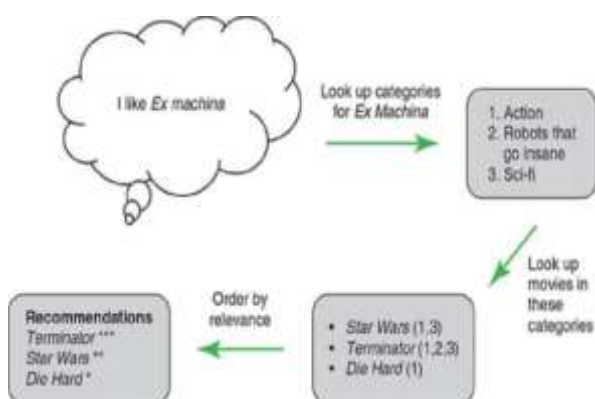 I like Ex machina
Look up categories
for Ex Machina
1. Action
2. Robots that
go insane
3. Sci-fi
Look up
movies in
these
categories
• Star Wars (1,3)
• Terminator (1,2,3)
• Die Hard (1)
Order by
relevance
Recommendations
Terminator ***
Star Wars **
Die Hard *